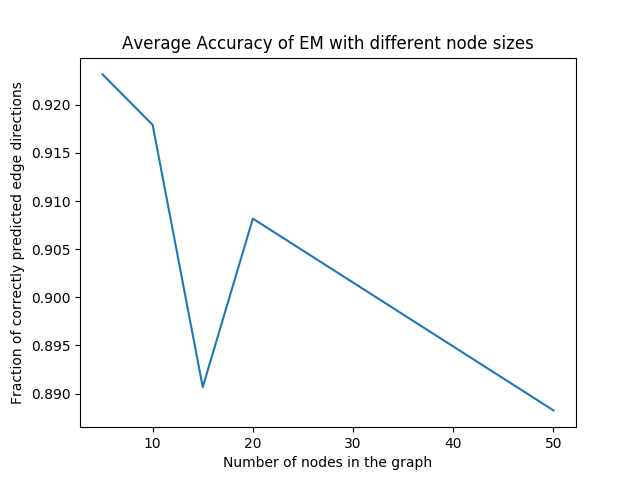 Average Accuracy of EM with different node sizes
Fraction of correctly predicted edge directions
0.920
0.915
0.910
0.905
0.900
0.895
0.890
10 20 30 40 50
Number of nodes in the graph